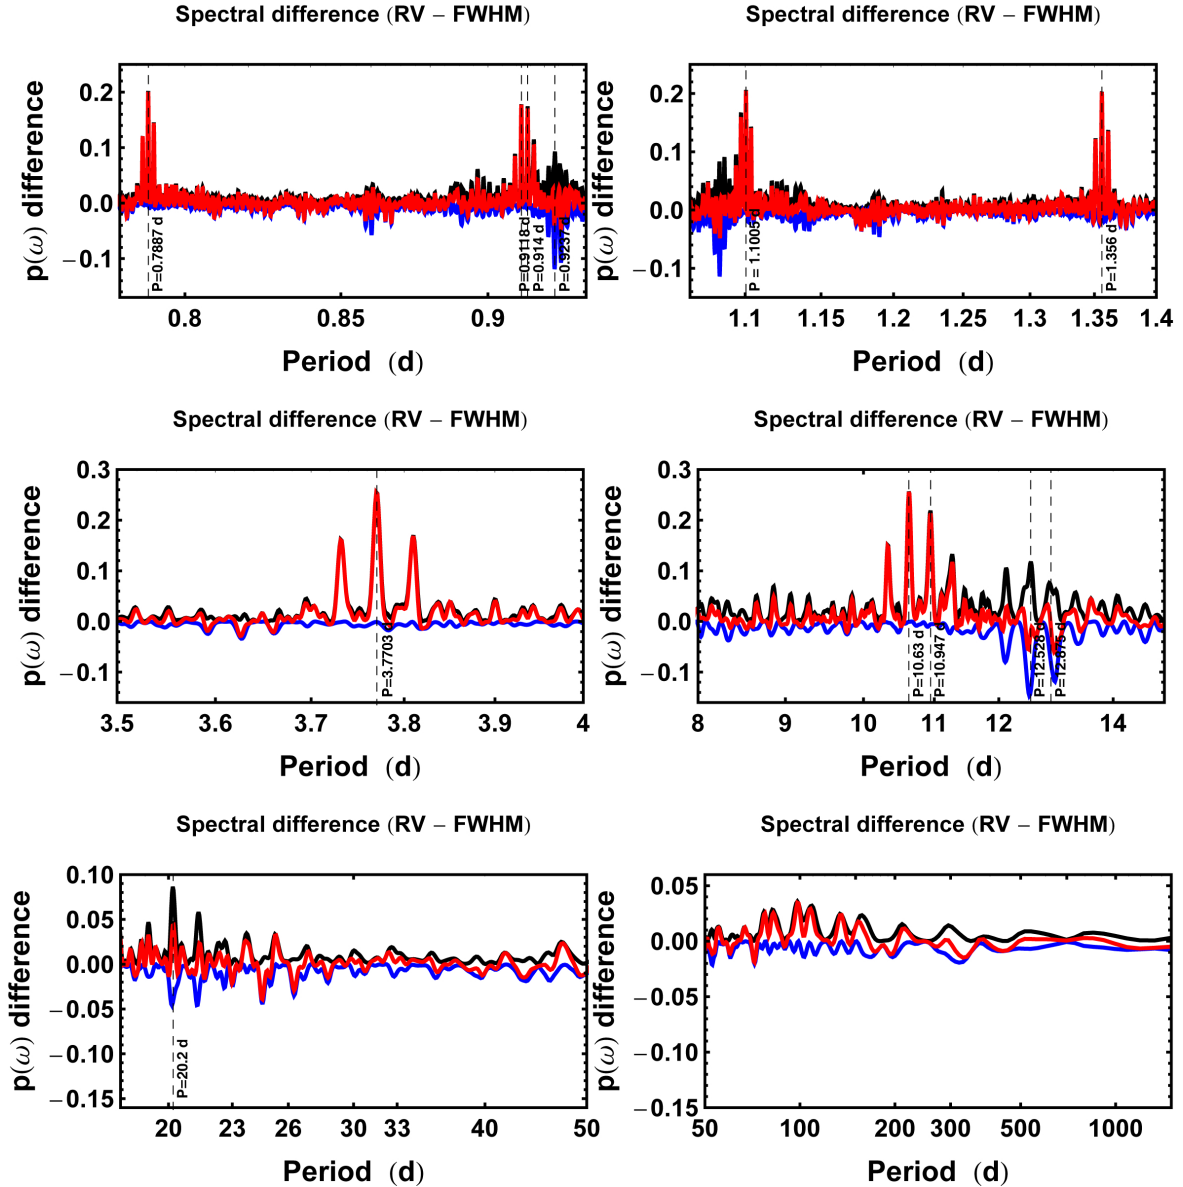 Spectral difference (RV − FWHM)
p(ω) difference
0.2
0.1
0.0
−0.1
P=0.7887 d
P=0.9118 d
P=0.914 d
P=0.9237 d
0.8 0.85 0.9
Period (d)
Spectral difference (RV − FWHM)
p(ω) difference
0.2
0.1
0.0
−0.1
P = 1.1005 d
P=1.356 d
1.1 1.15 1.2 1.25 1.3 1.35 1.4
Period (d)
Spectral difference (RV − FWHM)
p(ω) difference
0.3
0.2
0.1
0.0
−0.1
P=3.7703 d
3.5 3.6 3.7 3.8 3.9 4
Period (d)
Spectral difference (RV − FWHM)
p(ω) difference
0.3
0.2
0.1
0.0
−0.1
P=10.63 d
P=10.947 d
P=12.528 d
P=12.875 d
8 9 10 11 12 14
Period (d)
Spectral difference (RV − FWHM)
p(ω) difference
0.10
0.05
0.00
−0.05
−0.10
−0.15
P=20.2 d
20 23 26 30 33 40 50
Period (d)
Spectral difference (RV − FWHM)
p(ω) difference
0.05
0.00
−0.05
−0.10
−0.15
50 100 200 300 500 1000
Period (d)